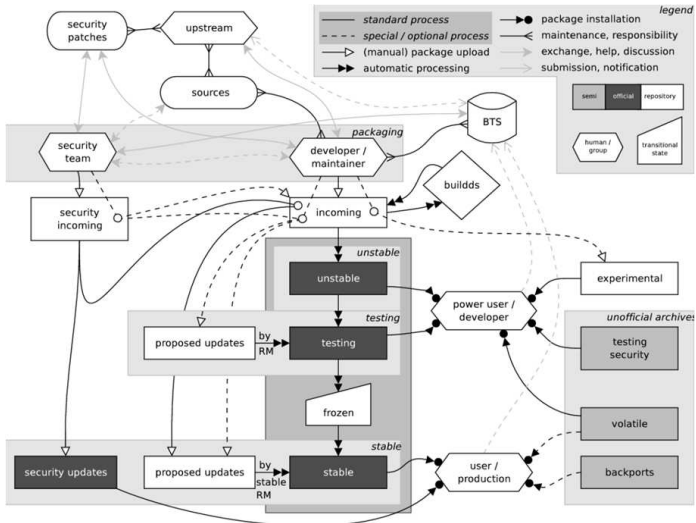 security
patches
upstream
sources
legend
standard process
special / optional process
(manual) package upload
automatic processing
package installation
maintenance, responsibility
exchange, help, discussion
submission, notification
semi
official
repository
human /
group
transitional
state
BTS
packaging
security
team
developer /
maintainer
buildds
security
incoming
incoming
unstable
unstable
experimental
power user /
developer
testing
proposed updates
by
RM
testing
unofficial archives
testing
security
frozen
volatile
stable
security updates
proposed updates
by
stable
RM
stable
user /
production
backports